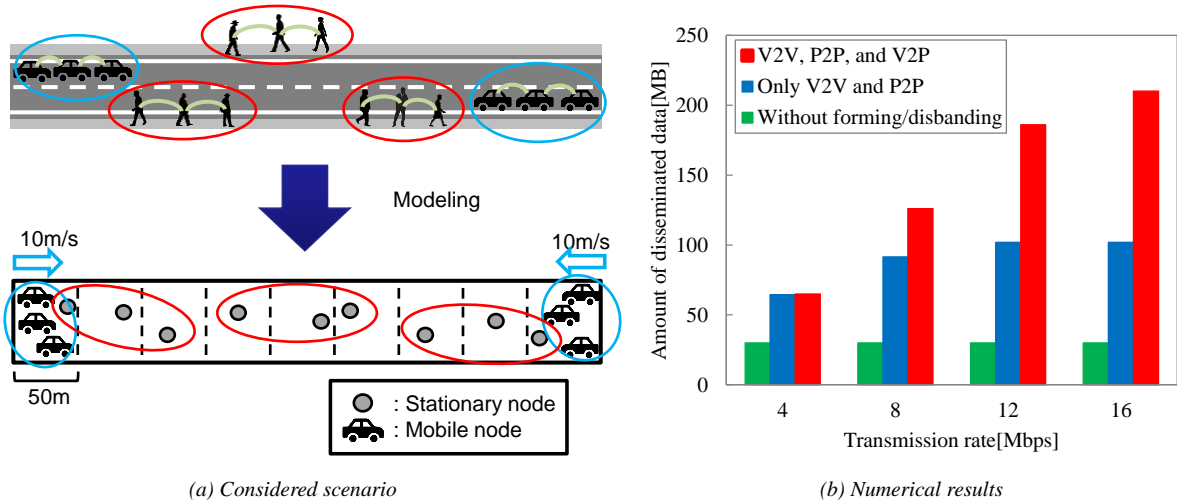 Modeling
10m/s
10m/s
50m
: Stationary node
: Mobile node
(a) Considered scenario
250
200
150
100
50
0
Amount of disseminated data[MB]
V2V, P2P, and V2P
Only V2V and P2P
Without forming/disbanding
4 8 12 16
Transmission rate[Mbps]
(b) Numerical results